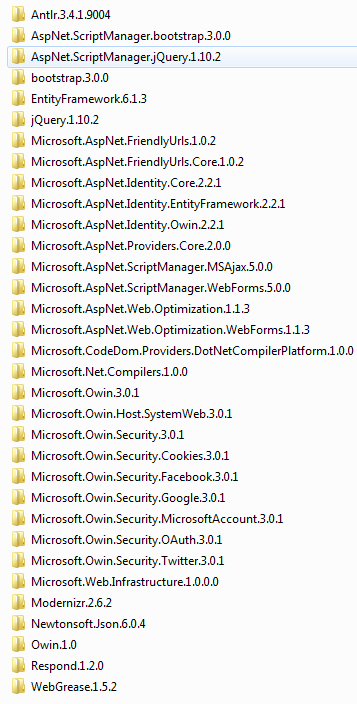 Antlr.3.4.1.9004
AspNet.ScriptManager.bootstrap.3.0.0
AspNet.ScriptManager.jQuery.1.10.2
bootstrap.3.0.0
EntityFramework.6.1.3
jQuery.1.10.2
Microsoft.AspNet.FriendlyUrls.1.0.2
Microsoft.AspNet.FriendlyUrls.Core.1.0.2
Microsoft.AspNet.Identity.Core.2.2.1
Microsoft.AspNet.Identity.EntityFramework.2.2.1
Microsoft.AspNet.Identity.Owin.2.2.1
Microsoft.AspNet.Providers.Core.2.0.0
Microsoft.AspNet.ScriptManager.MSAjax.5.0.0
Microsoft.AspNet.ScriptManager.WebForms.5.0.0
Microsoft.AspNet.Web.Optimization.1.1.3
Microsoft.AspNet.Web.Optimization.WebForms.1.1.3
Microsoft.CodeDom.Providers.DotNetCompilerPlatform.1.0.0
Microsoft.Net.Compilers.1.0.0
Microsoft.Owin.3.0.1
Microsoft.Owin.Host.SystemWeb.3.0.1
Microsoft.Owin.Security.3.0.1
Microsoft.Owin.Security.Cookies.3.0.1
Microsoft.Owin.Security.Facebook.3.0.1
Microsoft.Owin.Security.Google.3.0.1
Microsoft.Owin.Security.MicrosoftAccount.3.0.1
Microsoft.Owin.Security.OAuth.3.0.1
Microsoft.Owin.Security.Twitter.3.0.1
Microsoft.Web.Infrastructure.1.0.0.0
Modernizr.2.6.2
Newtonsoft.Json.6.0.4
Owin.1.0
Respond.1.2.0
WebGrease.1.5.2